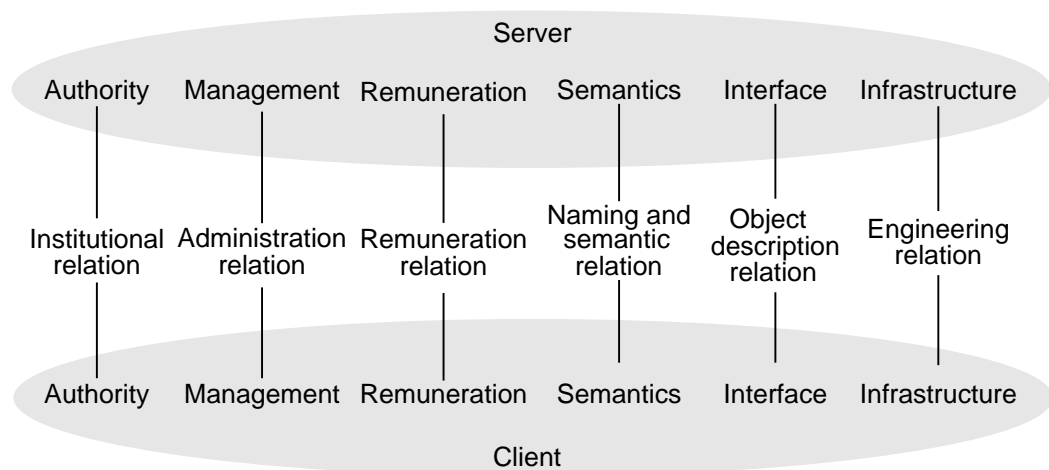 Server
Authority Management Remuneration Semantics Interface Infrastructure
Institutional
relation
Administration
relation
Remuneration
relation
Naming and
semantic
relation
Object
description
relation
Engineering
relation
Authority Management Remuneration Semantics Interface Infrastructure
Client